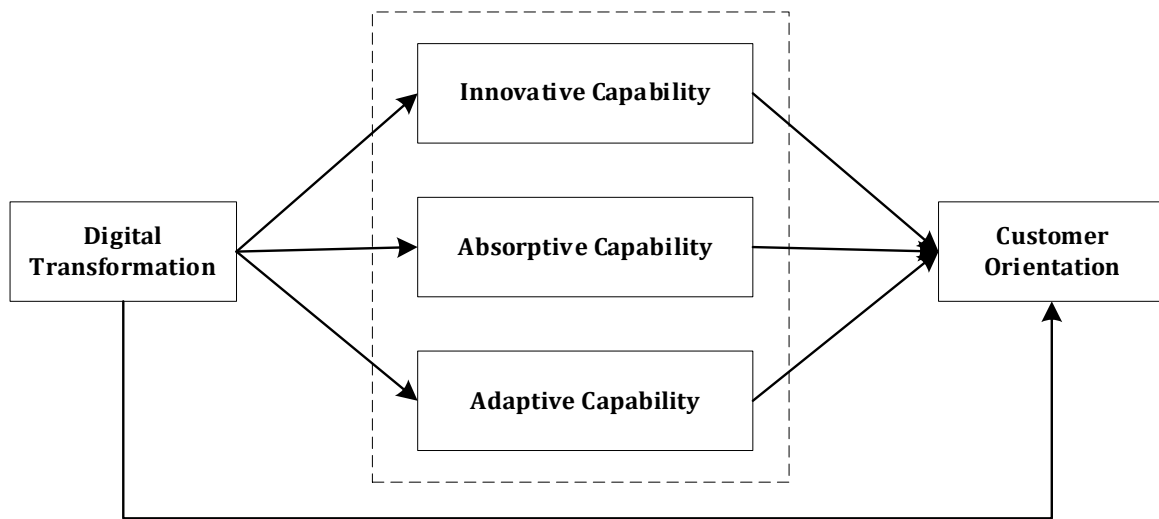 Innovative Capability
Digital
Transformation
Absorptive Capability
Customer
Orientation
Adaptive Capability